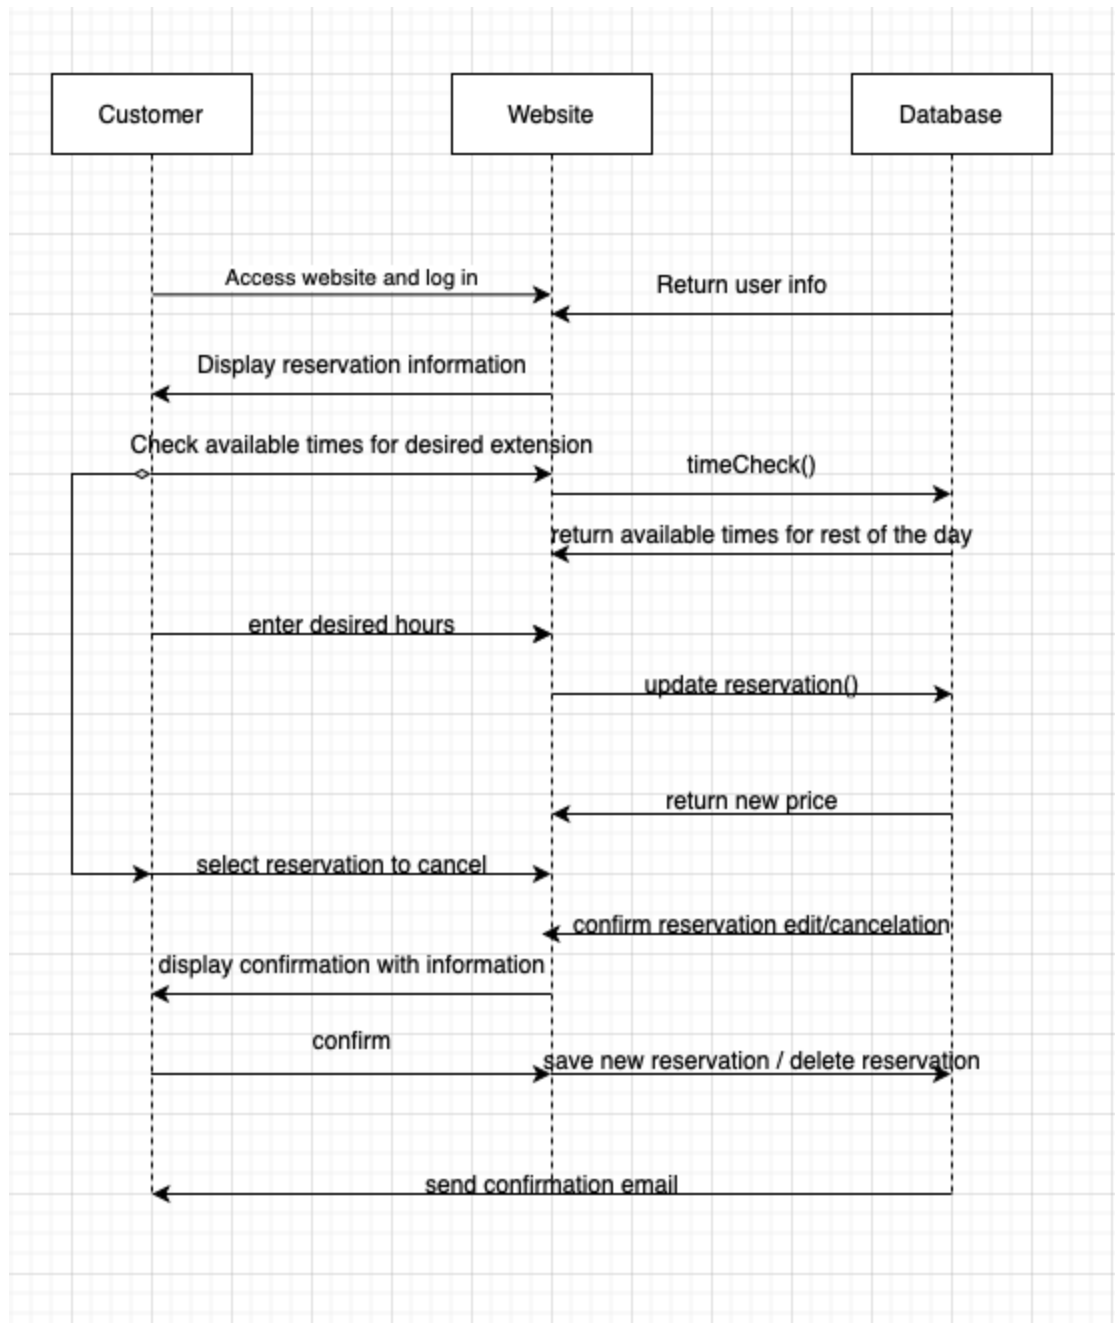 Customer
Website
Database
Access website and log in
Return user info
Display reservation information
Check available times for desired extension
timeCheck()
return available times for rest of the day
enter desired hours
update reservation()
return new price
select reservation to cancel
confirm reservation edit/cancelation
display confirmation with information
confirm
save new reservation / delete reservation
send confirmation email